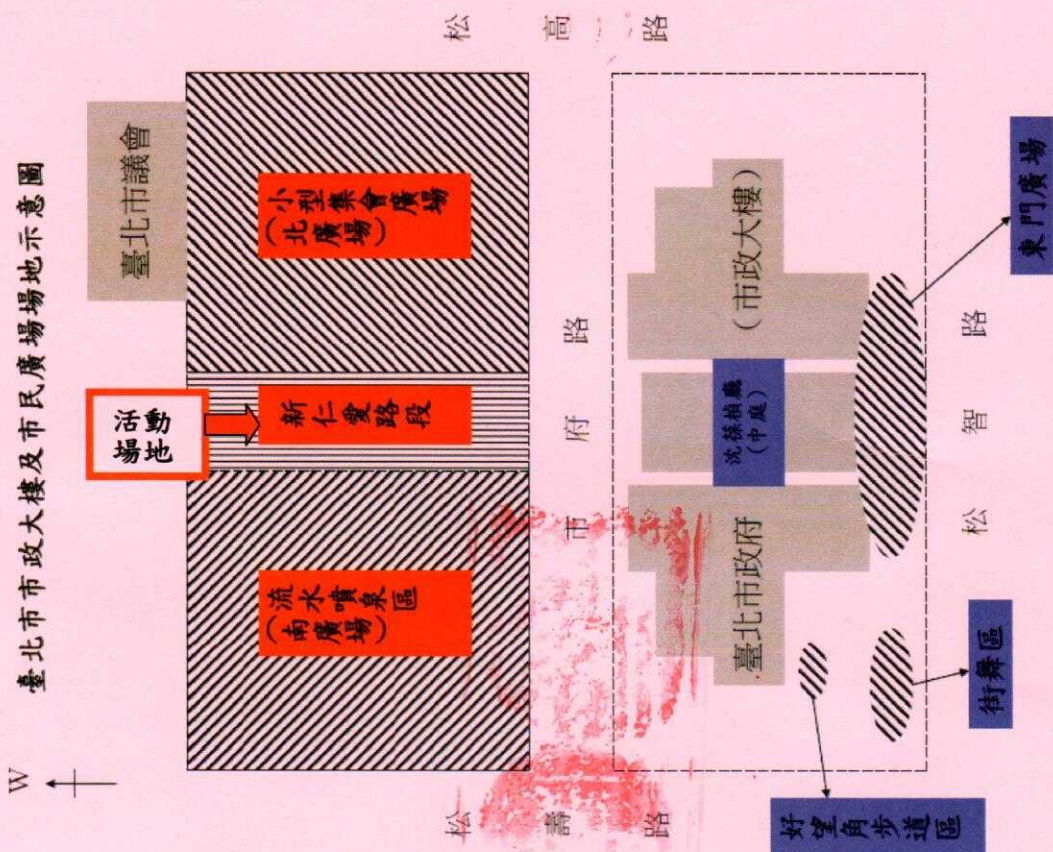 臺北市市政大樓及市民廣場場地示意圖
W
臺北市議會
松高路
活動
場地
小型集會廣場
(北廣場)
新仁愛路段
流水噴泉區
(南廣場)
市府路
臺北市政府
(市政大樓)
沈葆楨廳
(中庭)
東門廣場
松智路
街舞區
好望角步道區
松壽路